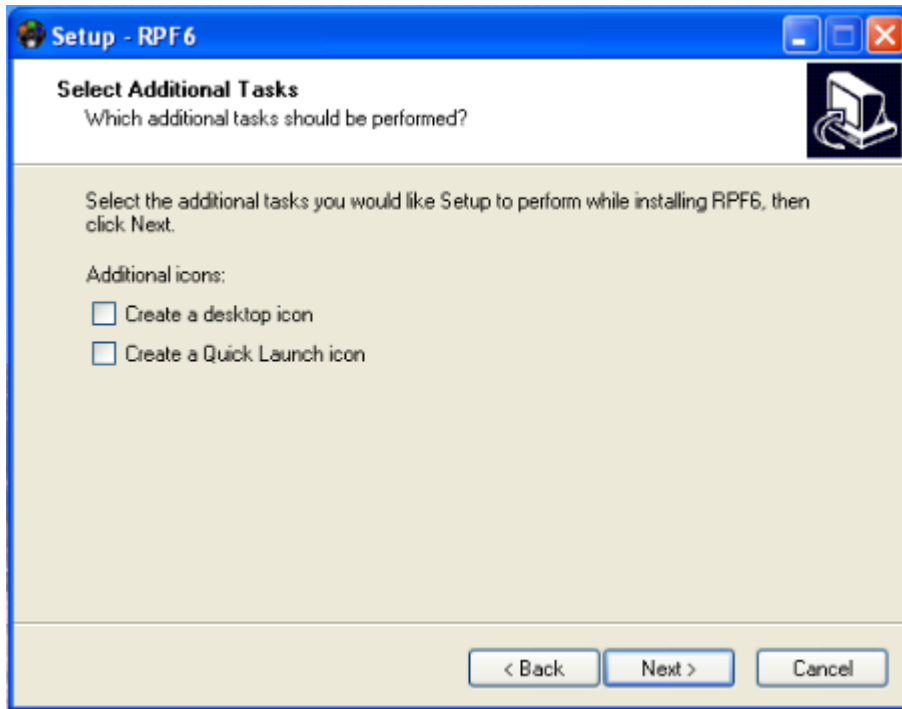 Setup - RPF6
Select Additional Tasks
Which additional tasks should be performed?
Select the additional tasks you would like Setup to perform while installing RPF6, then
click Next.
Additional icons:
Create a desktop icon
Create a Quick Launch icon
< Back
Next >
Cancel